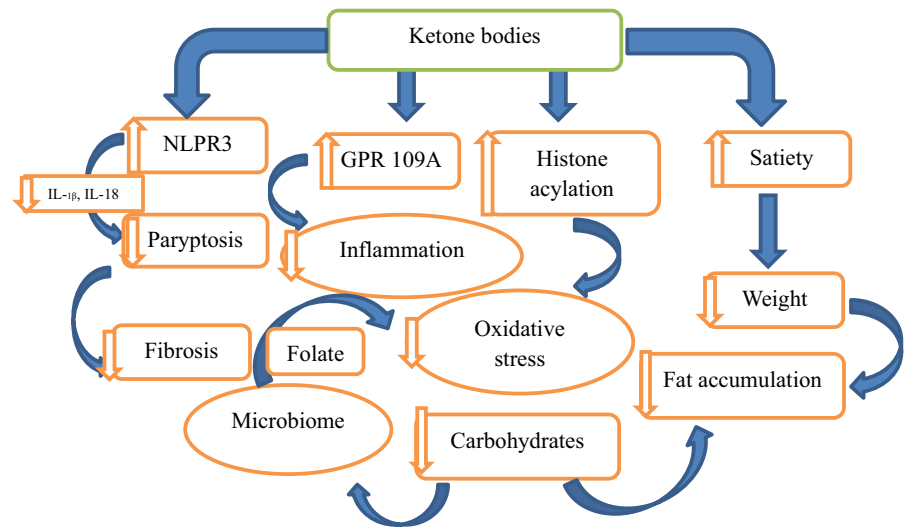 Ketone bodies
NLPR3
GPR 109A
Histone
acylation
Satiety
IL-1β, IL-18
Paryptosis
Inflammation
Weight
Oxidative
stress
Fibrosis
Folate
Fat accumulation
Microbiome
Carbohydrates